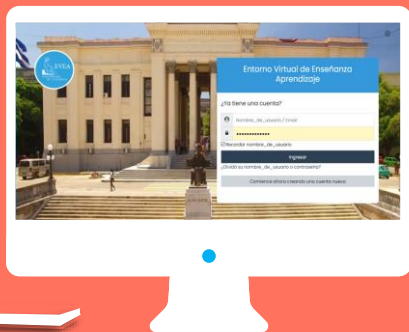 EVEA
Entorno Virtual de Enseñanza
Aprendizaje
¿Ya tiene una cuenta?
Nombre_de_usuario / Email
•••••••••••••
Recordar nombre_de_usuario
Ingresar
¿Olvidó su nombre_de_usuario o contraseña?
Comience ahora creando una cuenta nueva